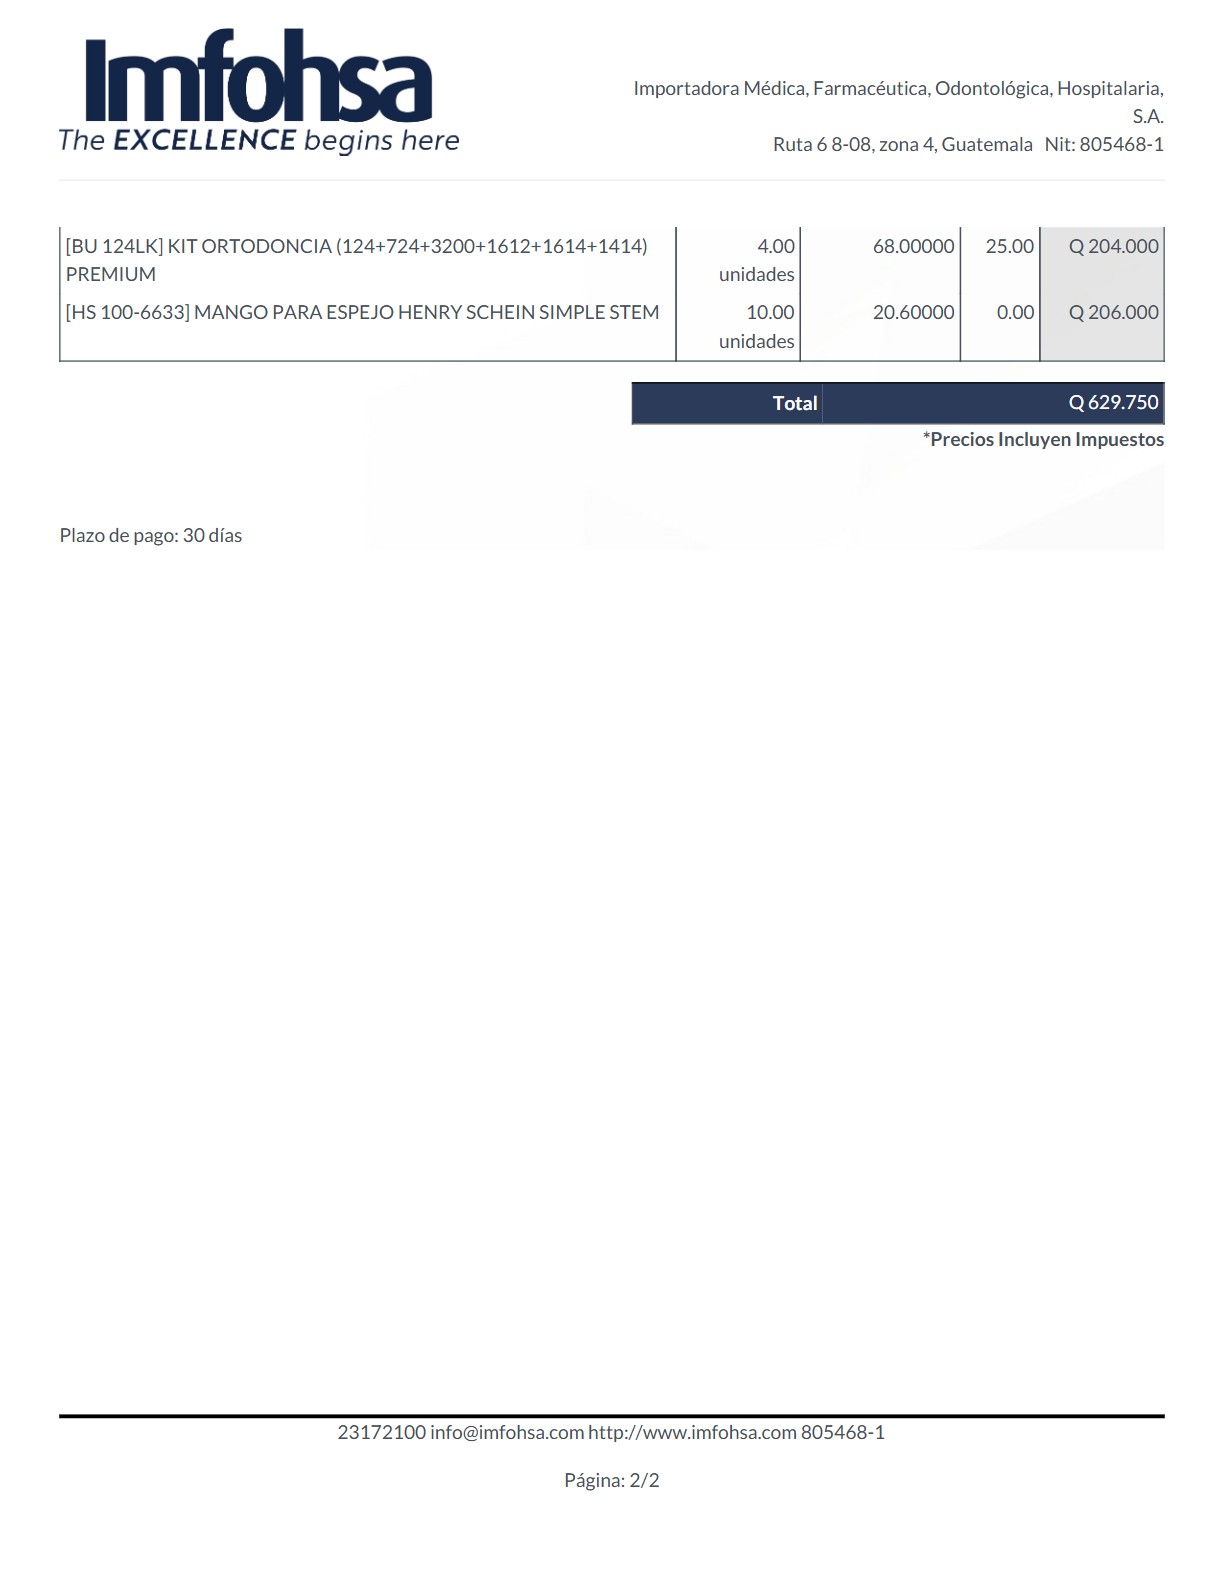 Imfohsa
The EXCELLENCE begins here
Importadora Médica, Farmacéutica, Odontológica, Hospitalaria,
S.A.
Ruta 6 8-08, zona 4, Guatemala Nit: 805468-1
[BU 124LK] KIT ORTODONCIA (124+724+3200+1612+1614+1414) 4.00 68.00000 25.00 Q 204.000
PREMIUM unidades
[HS 100-6633] MANGO PARA ESPEJO HENRY SCHEIN SIMPLE STEM 10.00 20.60000 0.00 Q 206.000
unidades
Total Q 629.750
*Precios Incluyen Impuestos
Plazo de pago: 30 días
23172100 info@imfohsa.com http://www.imfohsa.com 805468-1
Página: 2/2